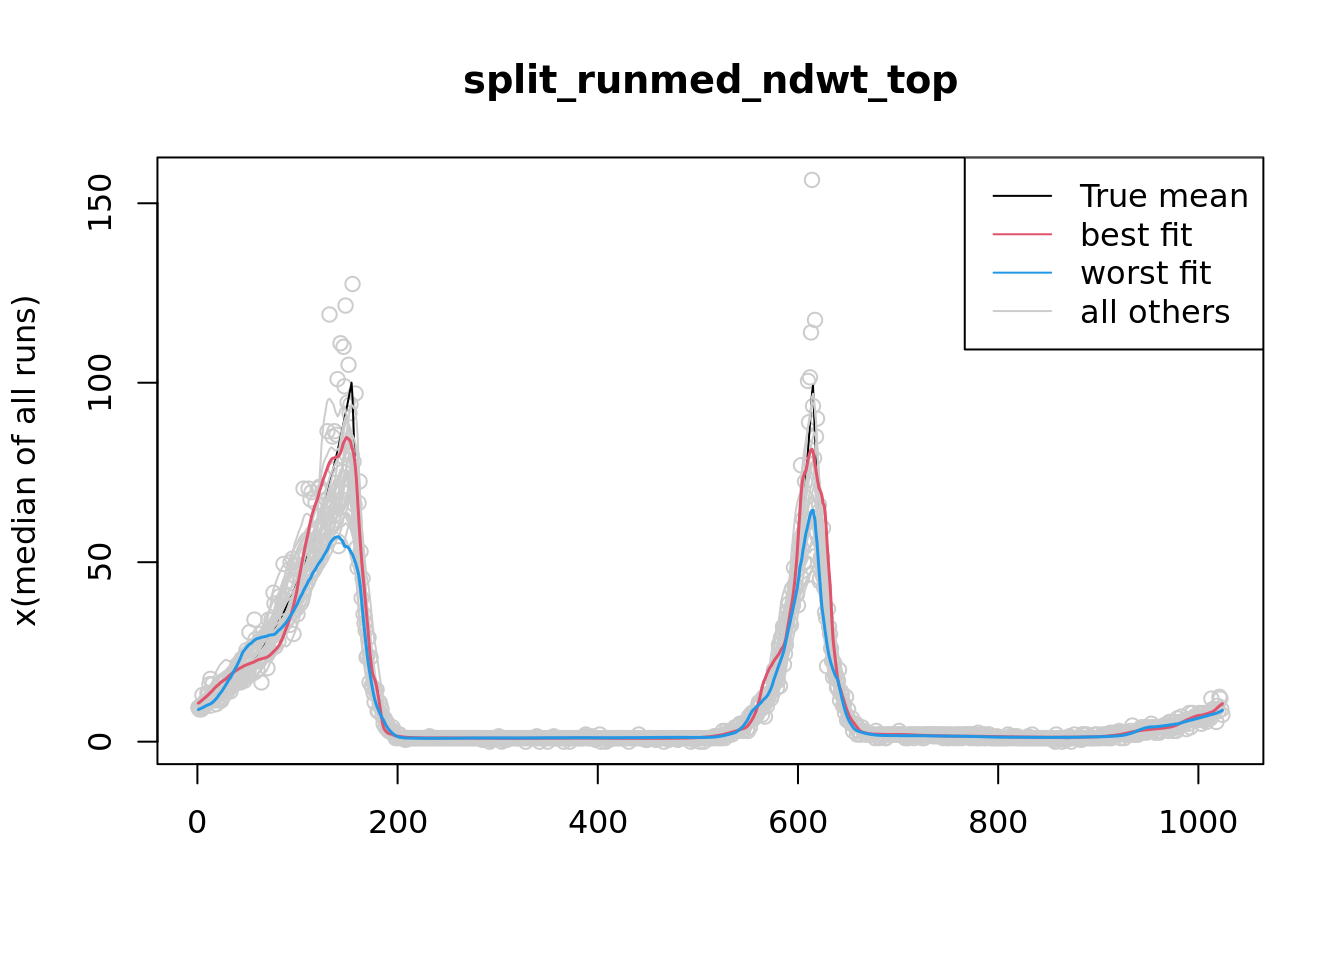 split_runmed_ndwt_top
x(median of all runs)
150
100
50
0
True mean
best fit
worst fit
all others
0 200 400 600 800 1000